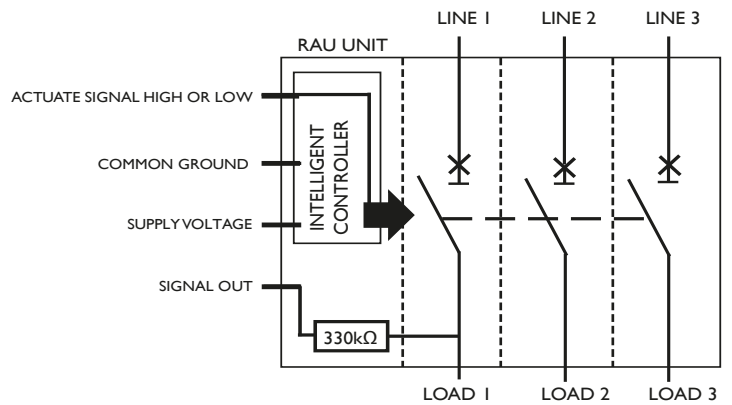 LINE 1
LINE 2
LINE 3
RAU UNIT
ACTUATE SIGNAL HIGH OR LOW
COMMON GROUND
SUPPLY VOLTAGE
SIGNAL OUT
INTELLIGENT
CONTROLLER
330kΩ
LOAD 1
LOAD 2
LOAD 3